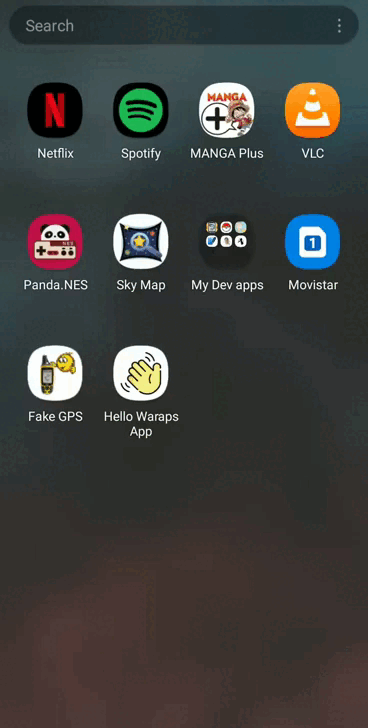 Search
Netflix
Spotify
MANGA
MANGA Plus
VLC
NES
Panda.NES
Sky Map
My Dev apps
1
Movistar
Fake GPS
Hello Waraps
App